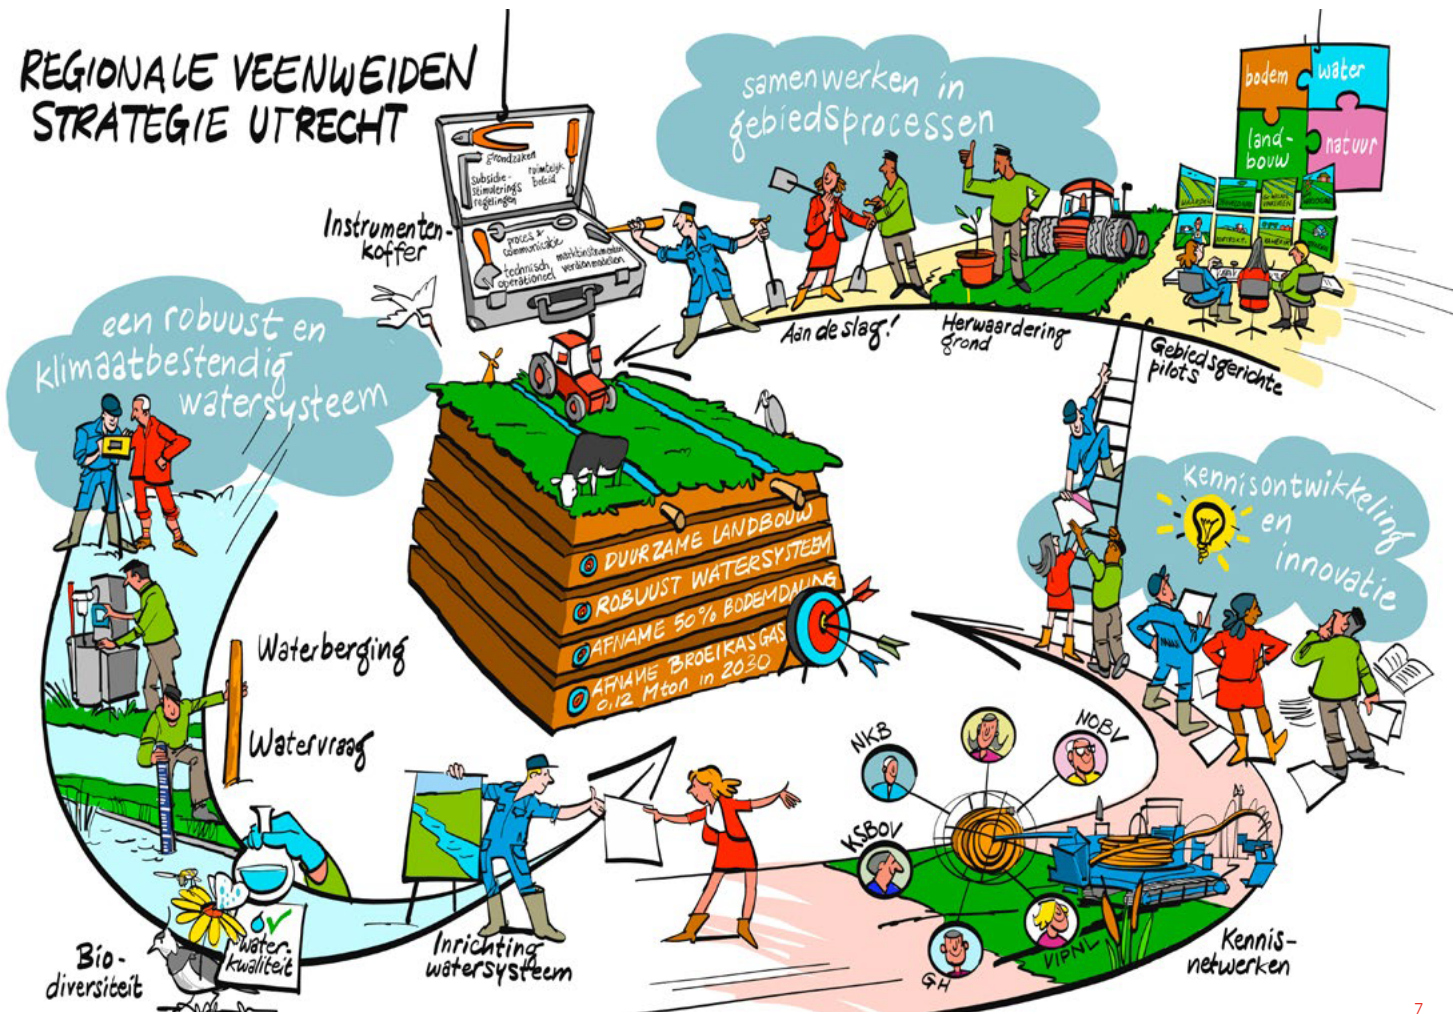 REGIONALE VEENWEIDEN
STRATEGIE UTRECHT
Instrumenten-
koffer
grondzaken
subsidie-
stimulerings
regelingen
ruimtelijk
beleid
proces &
communicatie
technisch
operationeel
marktinstrumenten
verdienmodellen
samenwerken in
gebiedsprocessen
bodem
water
land-
bouw
natuur
Aan de slag!
Herwaardering
grond
Gebiedsgerichte
pilots
een robuust en
klimaatbestendig
watersysteem
kennisontwikkeling
en
innovatie
DUURZAME LANDBOUW
ROBUUST WATERSYSTEEM
AFNAME 50% BODEMDALING
AFNAME BROEIKASGAS
0,12 Mton in 2030
Waterberging
Watervraag
NKB
NOBV
KSBOV
GH
VIPNL
Kennis-
netwerken
water-
kwaliteit
Bio-
diversiteit
Inrichting
watersysteem
7